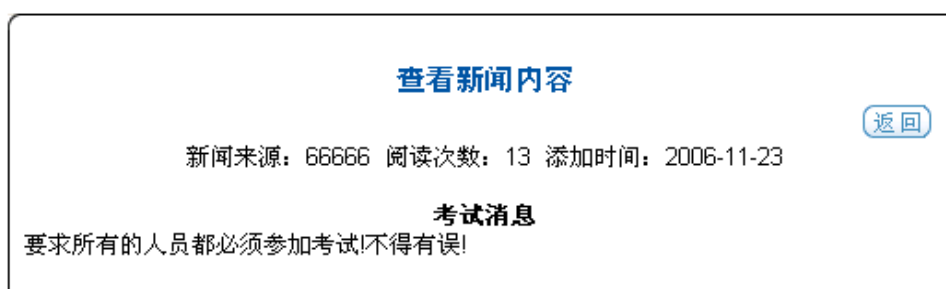 查看新闻内容
返回
新闻来源：66666 阅读次数：13 添加时间：2006-11-23
考试消息
要求所有的人员都必须参加考试!不得有误!